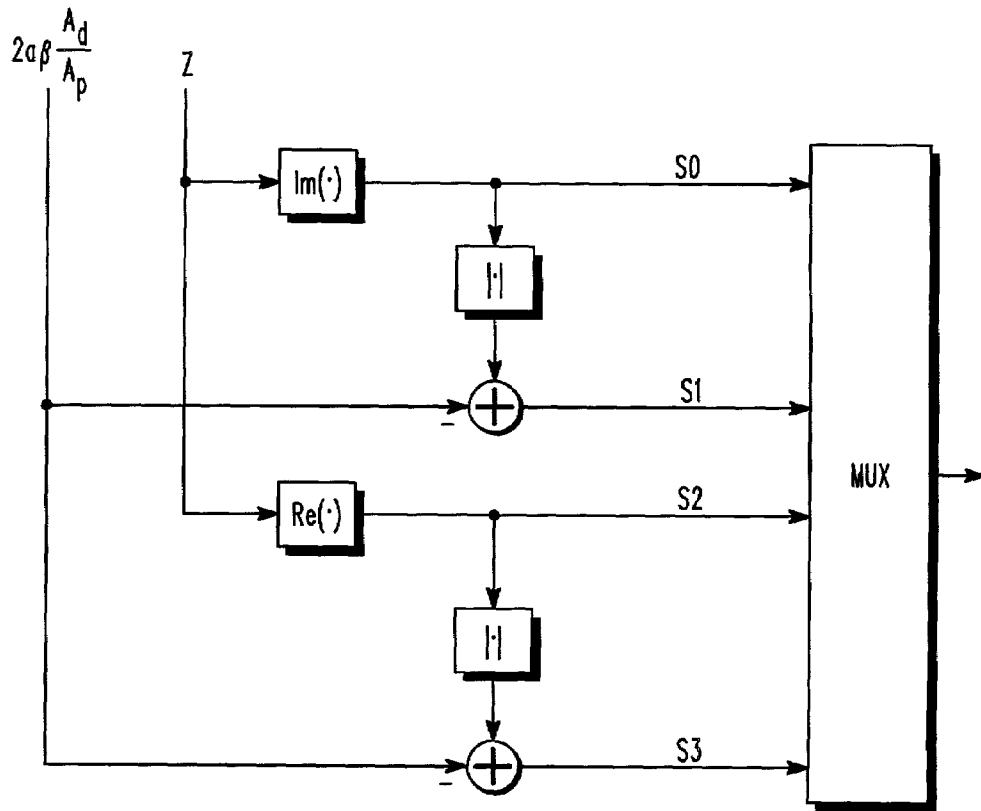 2αβ A_d/A_p
Z
Im(·)
S0
|·|
S1
–
MUX
Re(·)
S2
|·|
S3
–